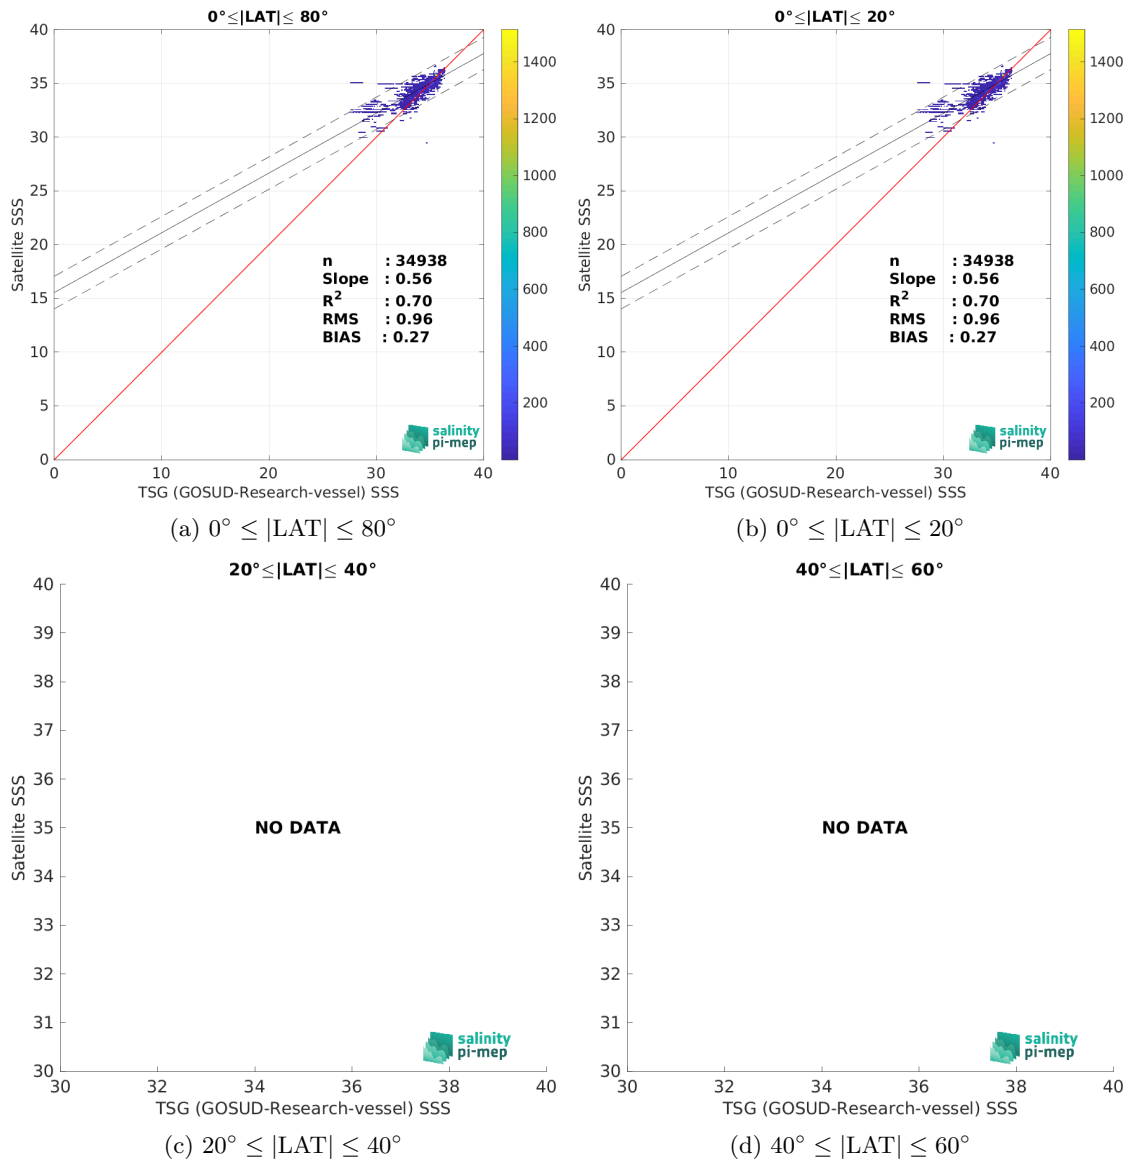 0°≤|LAT|≤ 80°
40
35
30
25
20
15
10
5
0
Satellite SSS
n : 34938
Slope : 0.56
R² : 0.70
RMS : 0.96
BIAS : 0.27
salinity
pi-mep
0 10 20 30 40
TSG (GOSUD-Research-vessel) SSS
1400
1200
1000
800
600
400
200
(a) 0° ≤ |LAT| ≤ 80°
0°≤|LAT|≤ 20°
40
35
30
25
20
15
10
5
0
Satellite SSS
n : 34938
Slope : 0.56
R² : 0.70
RMS : 0.96
BIAS : 0.27
salinity
pi-mep
0 10 20 30 40
TSG (GOSUD-Research-vessel) SSS
1400
1200
1000
800
600
400
200
(b) 0° ≤ |LAT| ≤ 20°
20°≤|LAT|≤ 40°
40
39
38
37
36
35
34
33
32
31
30
Satellite SSS
NO DATA
salinity
pi-mep
30 32 34 36 38 40
TSG (GOSUD-Research-vessel) SSS
(c) 20° ≤ |LAT| ≤ 40°
40°≤|LAT|≤ 60°
40
39
38
37
36
35
34
33
32
31
30
Satellite SSS
NO DATA
salinity
pi-mep
30 32 34 36 38 40
TSG (GOSUD-Research-vessel) SSS
(d) 40° ≤ |LAT| ≤ 60°